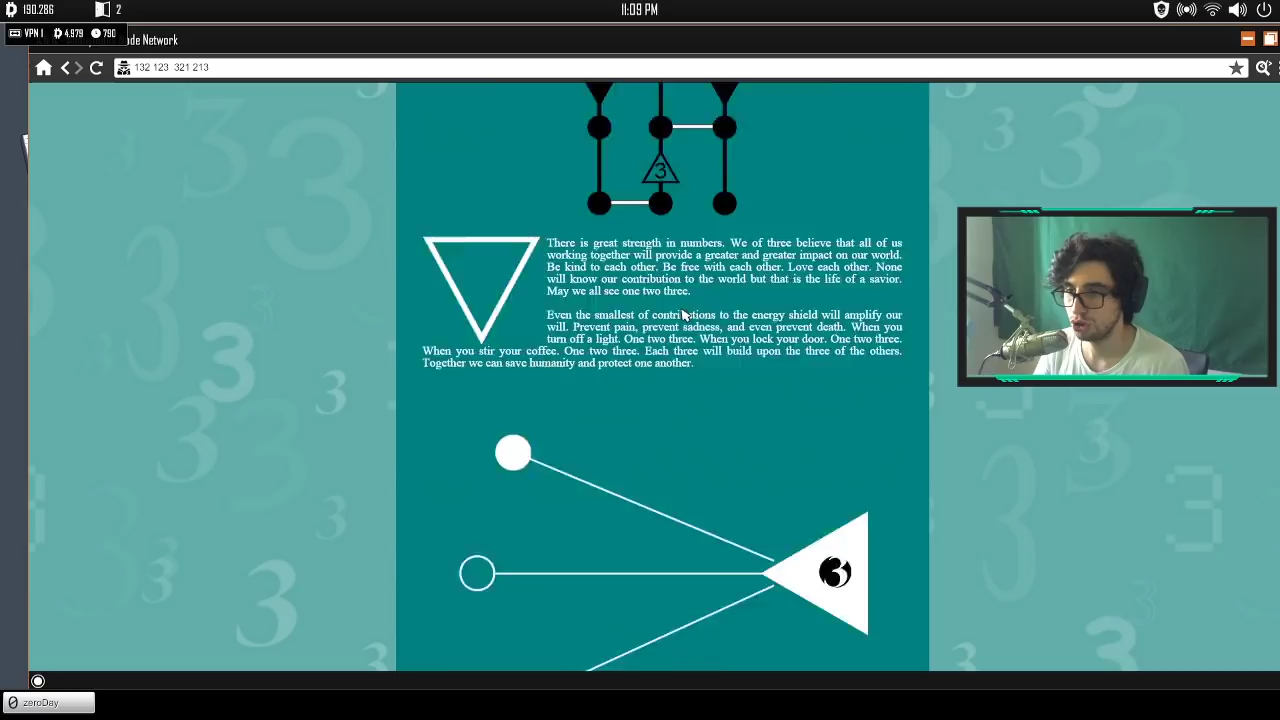 190.286
2
11:09 PM
VPN 1 4.979 790
ode Network
132 123 321 213
3
There is great strength in numbers. We of three believe that all of us
working together will provide a greater and greater impact on our world.
Be kind to each other. Be free with each other. Love each other. None
will know our contribution to the world but that is the life of a savior.
May we all see one two three.
Even the smallest of contributions to the energy shield will amplify our
will. Prevent pain, prevent sadness, and even prevent death. When you
turn off a light. One two three. When you lock your door. One two three.
When you stir your coffee. One two three. Each three will build upon the three of the others.
Together we can save humanity and protect one another.
3
zeroDay